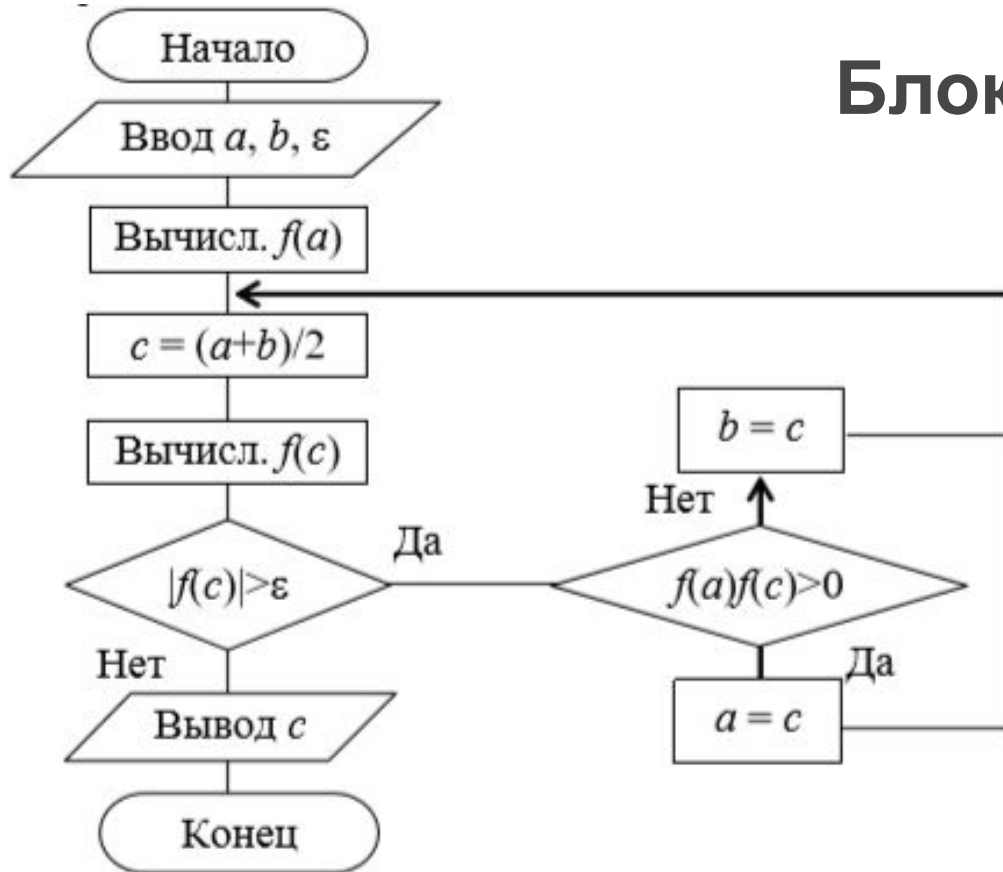 Начало
Блок
Ввод a, b, ε
Вычисл. f(a)
c = (a+b)/2
Вычисл. f(c)
|f(c)|>ε
Да
Нет
Вывод c
Конец
b = c
Нет
f(a)f(c)>0
Да
a = c